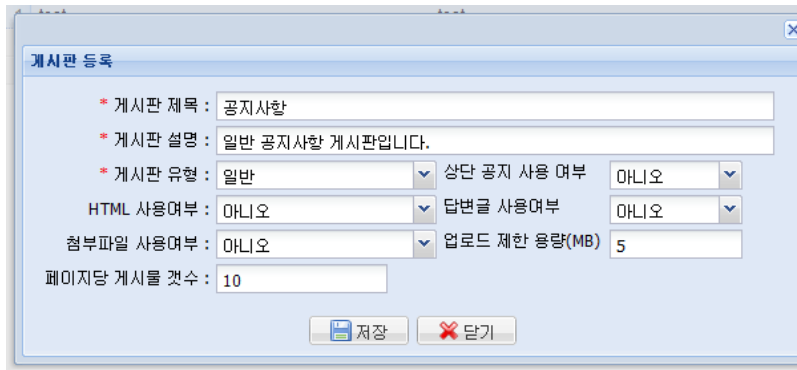 게시판 등록
* 게시판 제목 : 공지사항
* 게시판 설명 : 일반 공지사항 게시판입니다.
* 게시판 유형 : 일반 상단 공지 사용 여부 아니오
HTML 사용여부 : 아니오 답변글 사용여부 아니오
첨부파일 사용여부 : 아니오 업로드 제한 용량(MB) 5
페이지당 게시물 갯수 : 10
저장 닫기